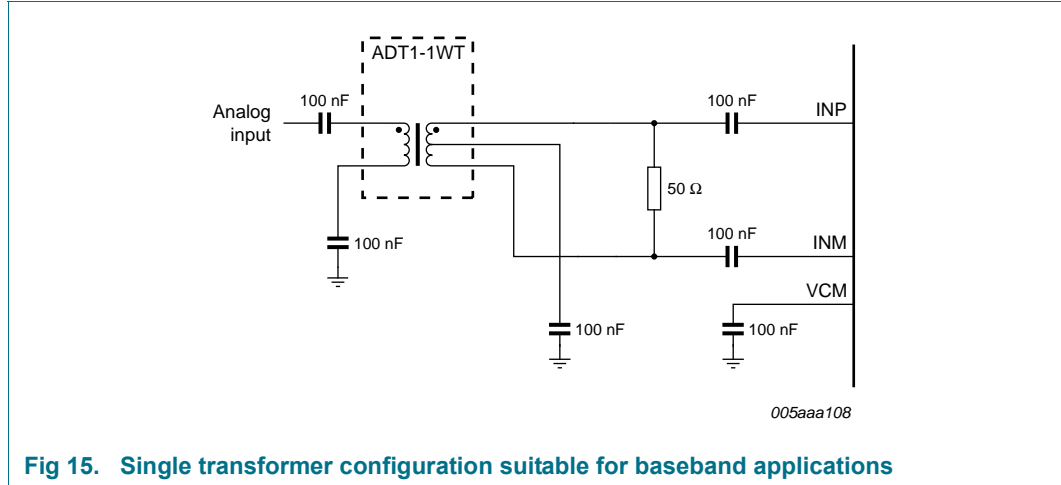 ADT1-1WT
100 nF
Analog
input
100 nF
INP
50 Ω
100 nF
INM
100 nF
VCM
100 nF
100 nF
005aaa108
Fig 15. Single transformer configuration suitable for baseband applications